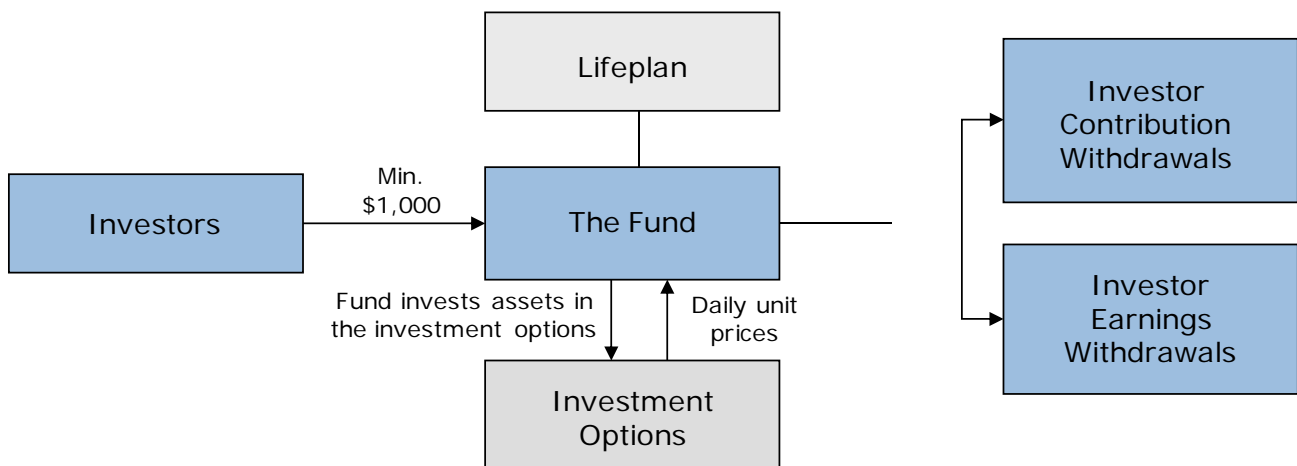 Lifeplan
Investor
Contribution
Withdrawals
Min.
$1,000
Investors
The Fund
Fund invests assets in
the investment options
Daily unit
prices
Investor
Earnings
Withdrawals
Investment
Options